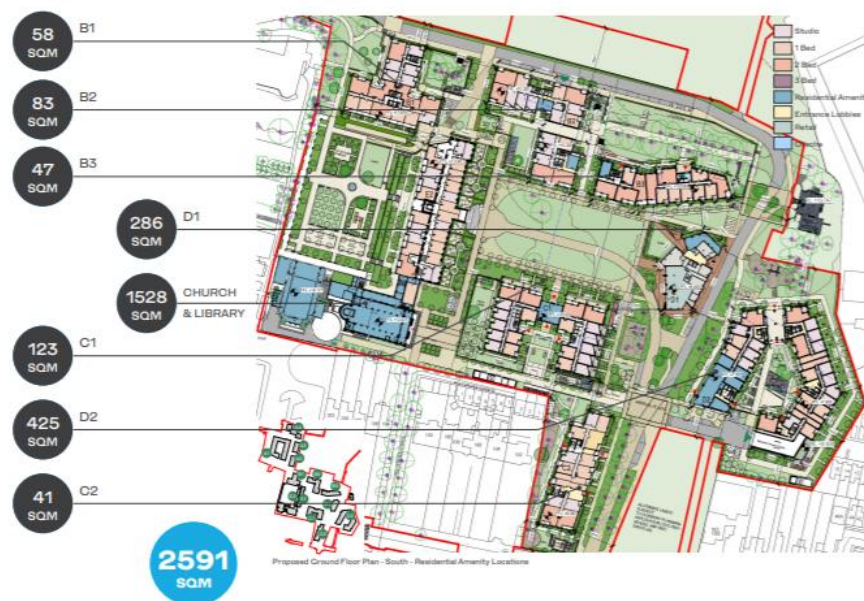 58
SQM
B1
83
SQM
B2
47
SQM
B3
286
SQM
D1
1528
SQM
CHURCH
& LIBRARY
123
SQM
C1
425
SQM
D2
41
SQM
C2
2591
SQM
Studio
1 Bed
2 Bed
3 Bed
Residential Amenity
Entrance Lobbies
Retail
Proposed Ground Floor Plan - South - Residential Amenity Locations